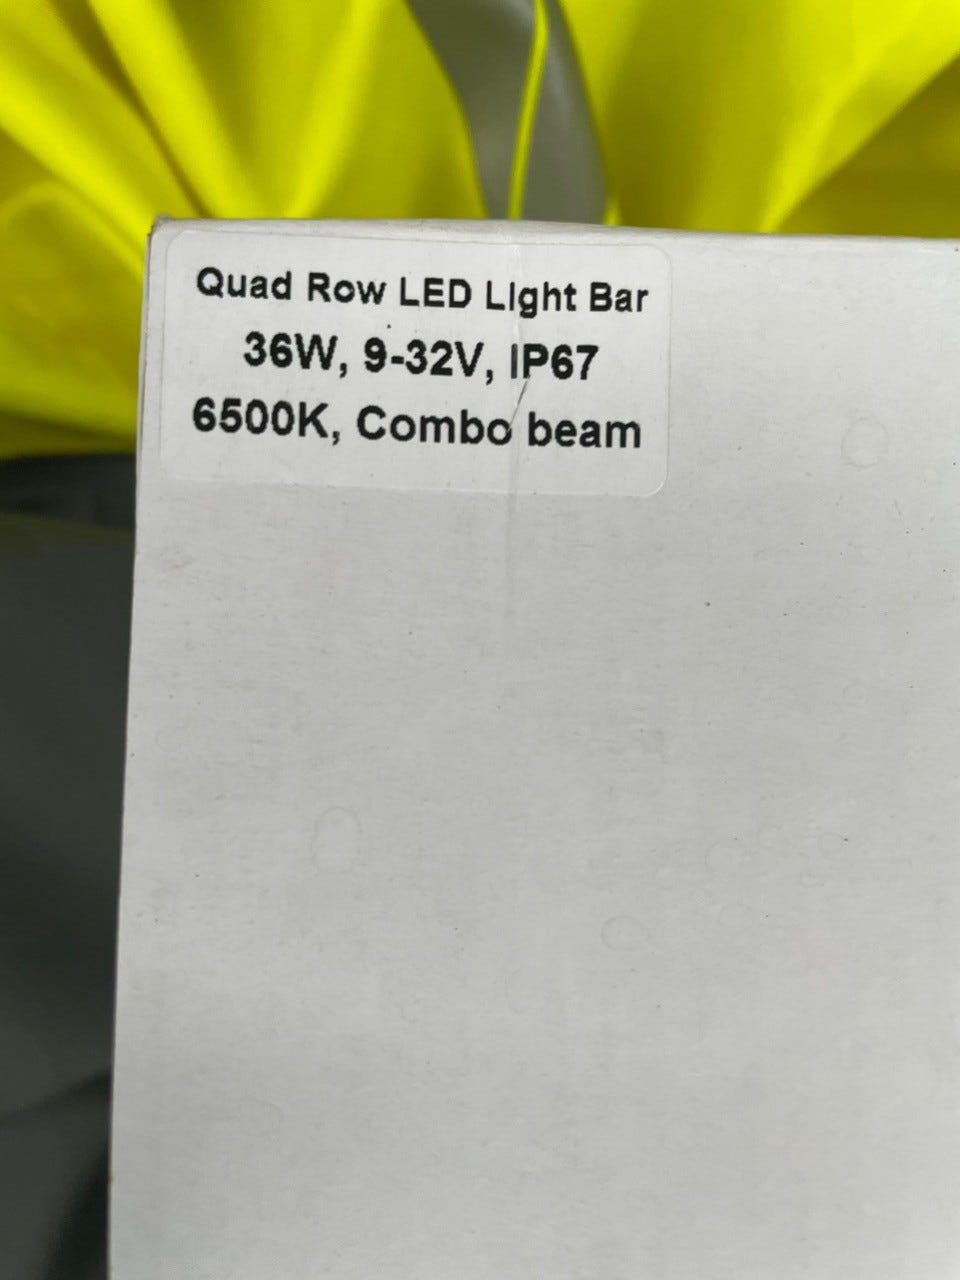 Quad Row LED Light Bar
36W, 9-32V, IP67
6500K, Combo beam